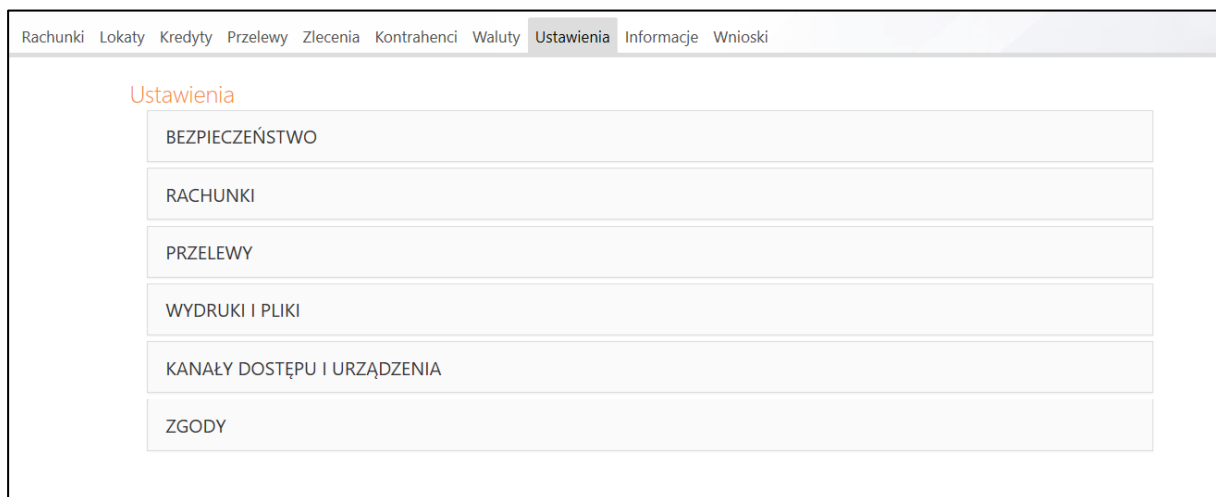 Rachunki Lokaty Kredyty Przelewy Zlecenia Kontrahenci Waluty Ustawienia Informacje Wnioski
Ustawienia
BEZPIECZEŃSTWO
RACHUNKI
PRZELEWY
WYDRUKI I PLIKI
KANAŁY DOSTĘPU I URZĄDZENIA
ZGODY